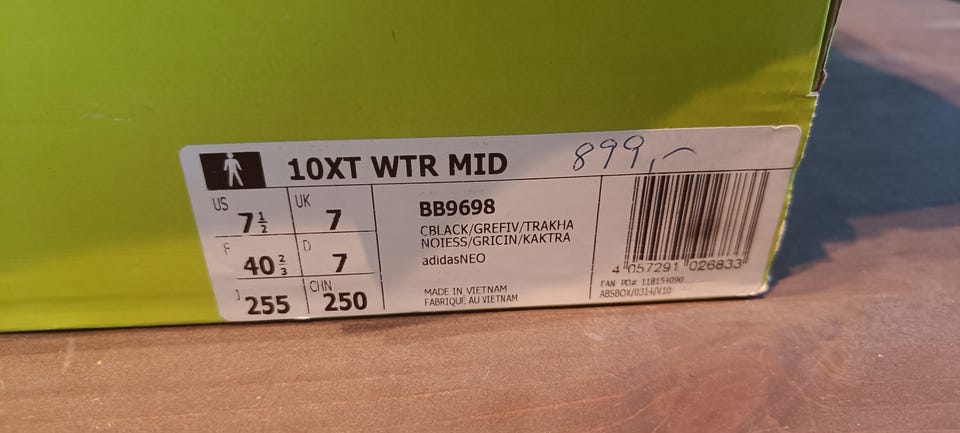 10XT WTR MID
899,-
US 7 1/2
UK 7
F 40 2/3
D 7
J 255
CHN 250
BB9698
CBLACK/GREFIV/TRAKHA
NOIESS/GRICIN/KAKTRA
adidasNEO
MADE IN VIETNAM
FABRIQUÉ AU VIETNAM
4 057291 026833
FAN PO# 118154090
ABSBOX/0314/V10